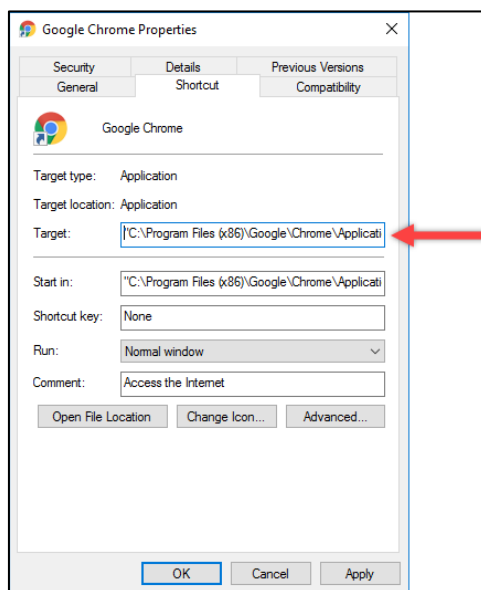 Google Chrome Properties
Security Details Previous Versions
General Shortcut Compatibility
Google Chrome
Target type: Application
Target location: Application
Target: "C:\Program Files (x86)\Google\Chrome\Applicati
Start in: "C:\Program Files (x86)\Google\Chrome\Applicati
Shortcut key: None
Run: Normal window
Comment: Access the Internet
Open File Location Change Icon... Advanced...
OK Cancel Apply